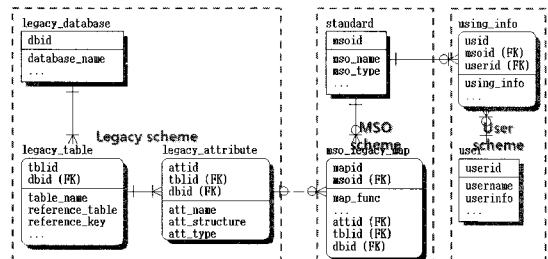 legacy_database
dbid
database_name
...
Legacy scheme
legacy_table
tblid
dbid (FK)
table_name
reference_table
reference_key
...
legacy_attribute
attid
tblid (FK)
dbid (FK)
att_name
att_structure
att_type
standard
msoid
mso_name
mso_type
...
MSO
scheme
mso_legacy_map
mapid
msoid (FK)
map_func
...
attid (FK)
tblid (FK)
dbid (FK)
using_info
usid
msoid (FK)
userid (FK)
using_info
...
User
scheme
user
userid
username
userinfo
...